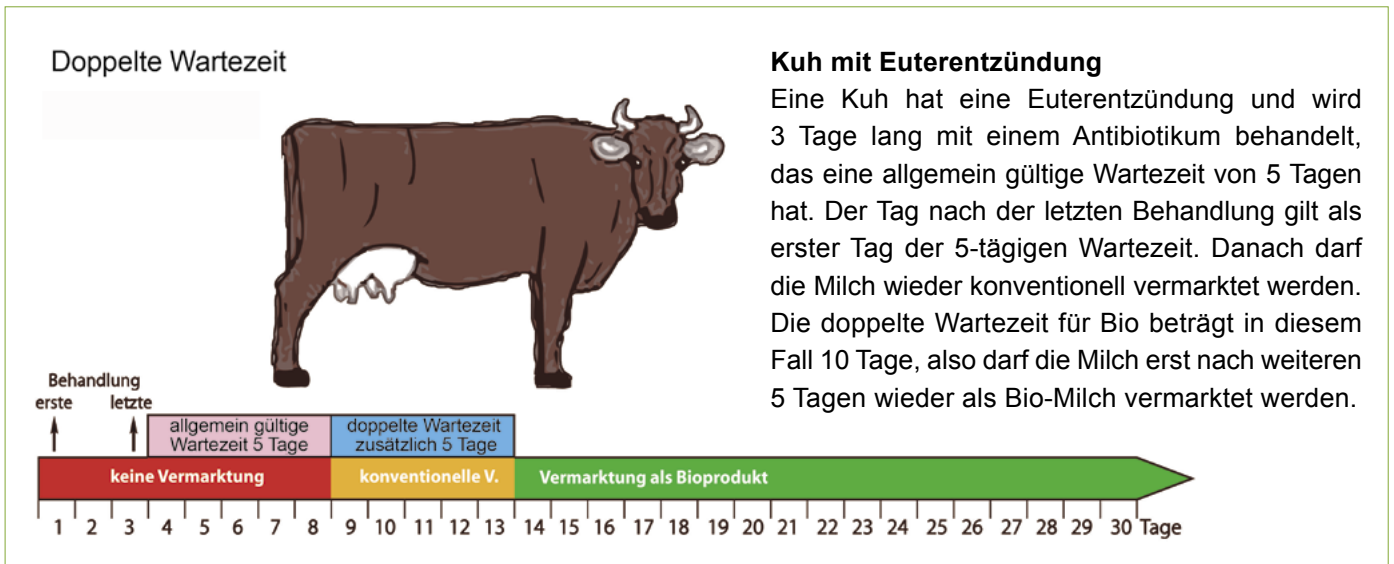 Doppelte Wartezeit
Kuh mit Euterentzündung
Eine Kuh hat eine Euterentzündung und wird
3 Tage lang mit einem Antibiotikum behandelt,
das eine allgemein gültige Wartezeit von 5 Tagen
hat. Der Tag nach der letzten Behandlung gilt als
erster Tag der 5-tägigen Wartezeit. Danach darf
die Milch wieder konventionell vermarktet werden.
Die doppelte Wartezeit für Bio beträgt in diesem
Fall 10 Tage, also darf die Milch erst nach weiteren
5 Tagen wieder als Bio-Milch vermarktet werden.
Behandlung
erste letzte
allgemein gültige
Wartezeit 5 Tage
doppelte Wartezeit
zusätzlich 5 Tage
keine Vermarktung
konventionelle V.
Vermarktung als Bioprodukt
1 2 3 4 5 6 7 8 9 10 11 12 13 14 15 16 17 18 19 20 21 22 23 24 25 26 27 28 29 30 Tage